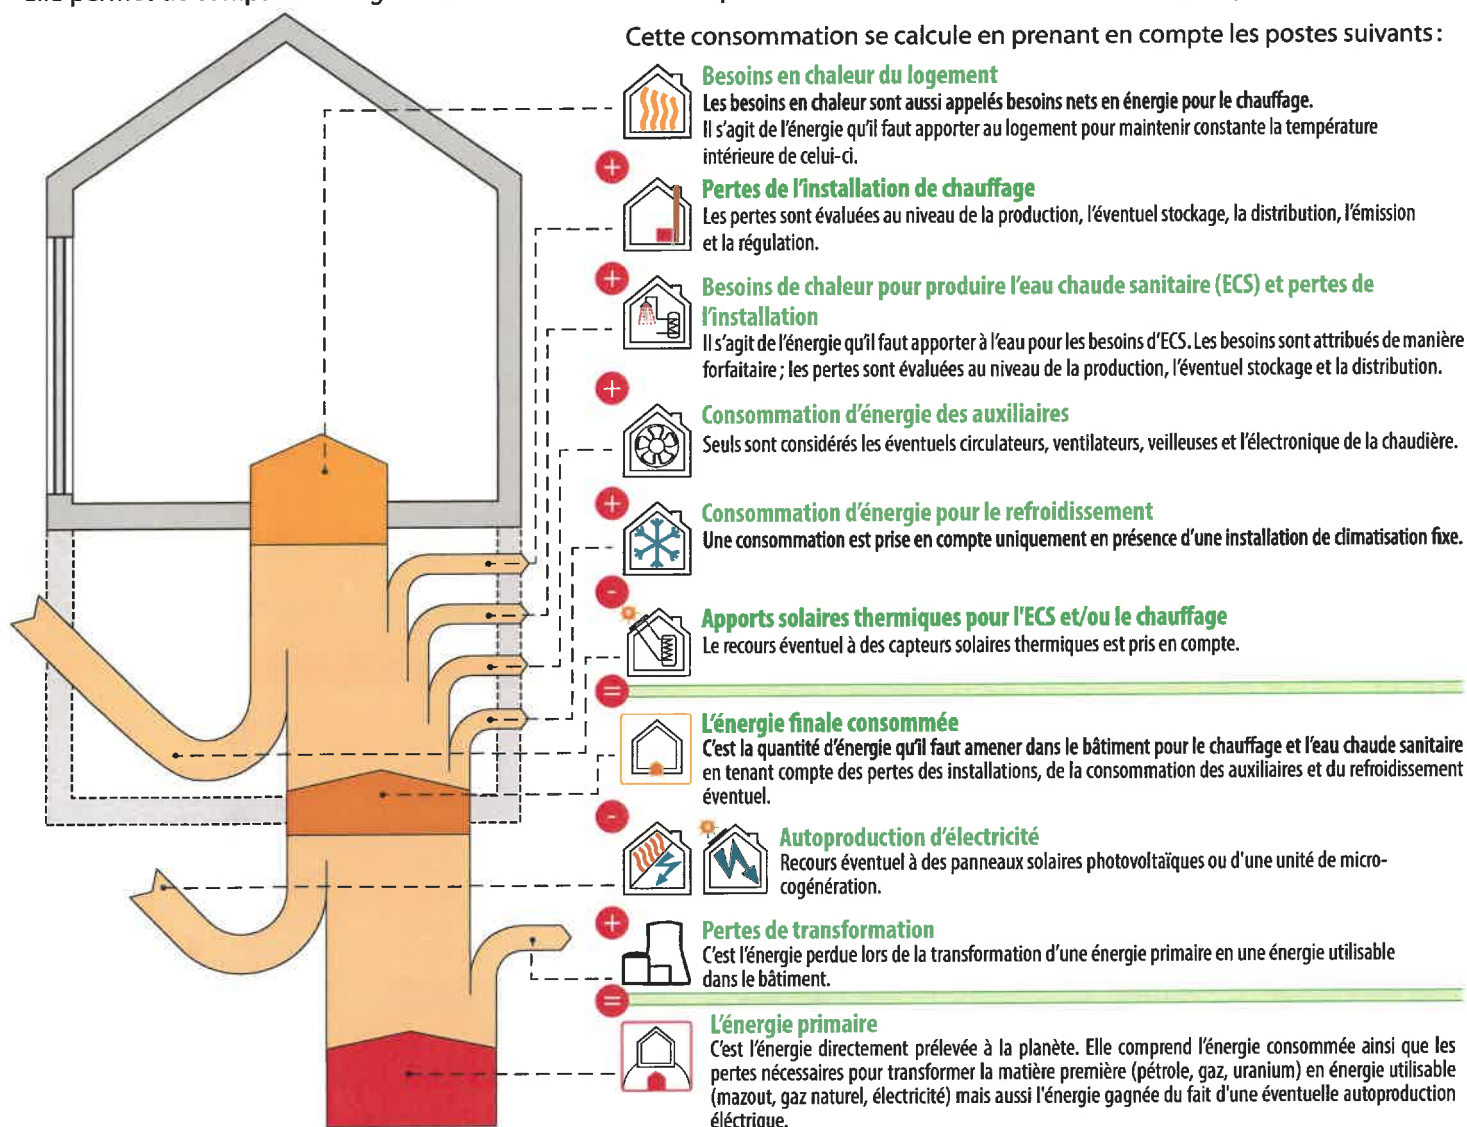 Cette consommation se calcule en prenant en compte les postes suivants :
Besoins en chaleur du logement
Les besoins en chaleur sont aussi appelés besoins nets en énergie pour le chauffage.
Il s'agit de l'énergie qu'il faut apporter au logement pour maintenir constante la température
intérieure de celui-ci.
+
Pertes de l'installation de chauffage
Les pertes sont évaluées au niveau de la production, l'éventuel stockage, la distribution, l'émission
et la régulation.
+
Besoins de chaleur pour produire l'eau chaude sanitaire (ECS) et pertes de
l'installation
Il s'agit de l'énergie qu'il faut apporter à l'eau pour les besoins d'ECS. Les besoins sont attribués de manière
forfaitaire ; les pertes sont évaluées au niveau de la production, l'éventuel stockage et la distribution.
+
Consommation d'énergie des auxiliaires
Seuls sont considérés les éventuels circulateurs, ventilateurs, veilleuses et l'électronique de la chaudière.
+
Consommation d'énergie pour le refroidissement
Une consommation est prise en compte uniquement en présence d'une installation de climatisation fixe.
-
Apports solaires thermiques pour l'ECS et/ou le chauffage
Le recours éventuel à des capteurs solaires thermiques est pris en compte.
=
L'énergie finale consommée
C'est la quantité d'énergie qu'il faut amener dans le bâtiment pour le chauffage et l'eau chaude sanitaire
en tenant compte des pertes des installations, de la consommation des auxiliaires et du refroidissement
éventuel.
-
Autoproduction d'électricité
Recours éventuel à des panneaux solaires photovoltaïques ou d'une unité de micro-
cogénération.
+
Pertes de transformation
C'est l'énergie perdue lors de la transformation d'une énergie primaire en une énergie utilisable
dans le bâtiment.
=
L'énergie primaire
C'est l'énergie directement prélevée à la planète. Elle comprend l'énergie consommée ainsi que les
pertes nécessaires pour transformer la matière première (pétrole, gaz, uranium) en énergie utilisable
(mazout, gaz naturel, électricité) mais aussi l'énergie gagnée du fait d'une éventuelle autoproduction
éléctrique.